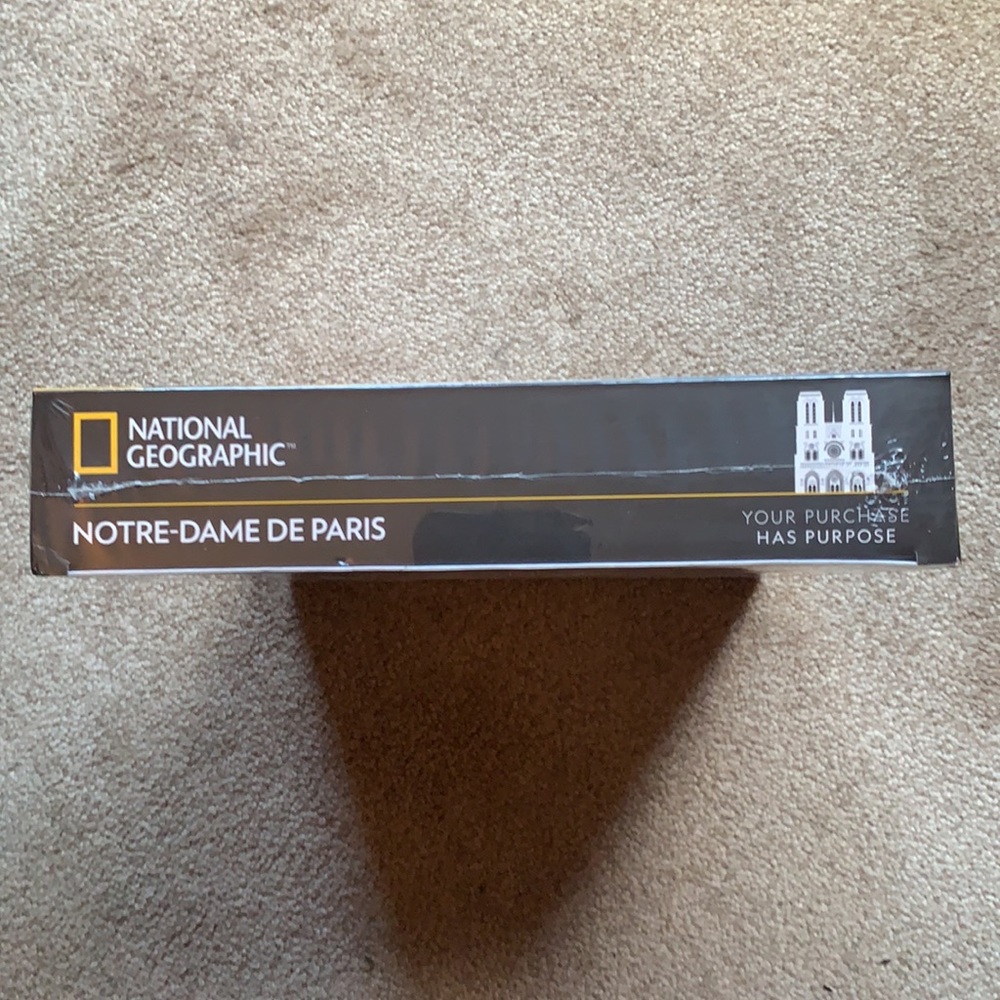 NATIONAL
GEOGRAPHIC™
NOTRE-DAME DE PARIS
YOUR PURCHASE
HAS PURPOSE